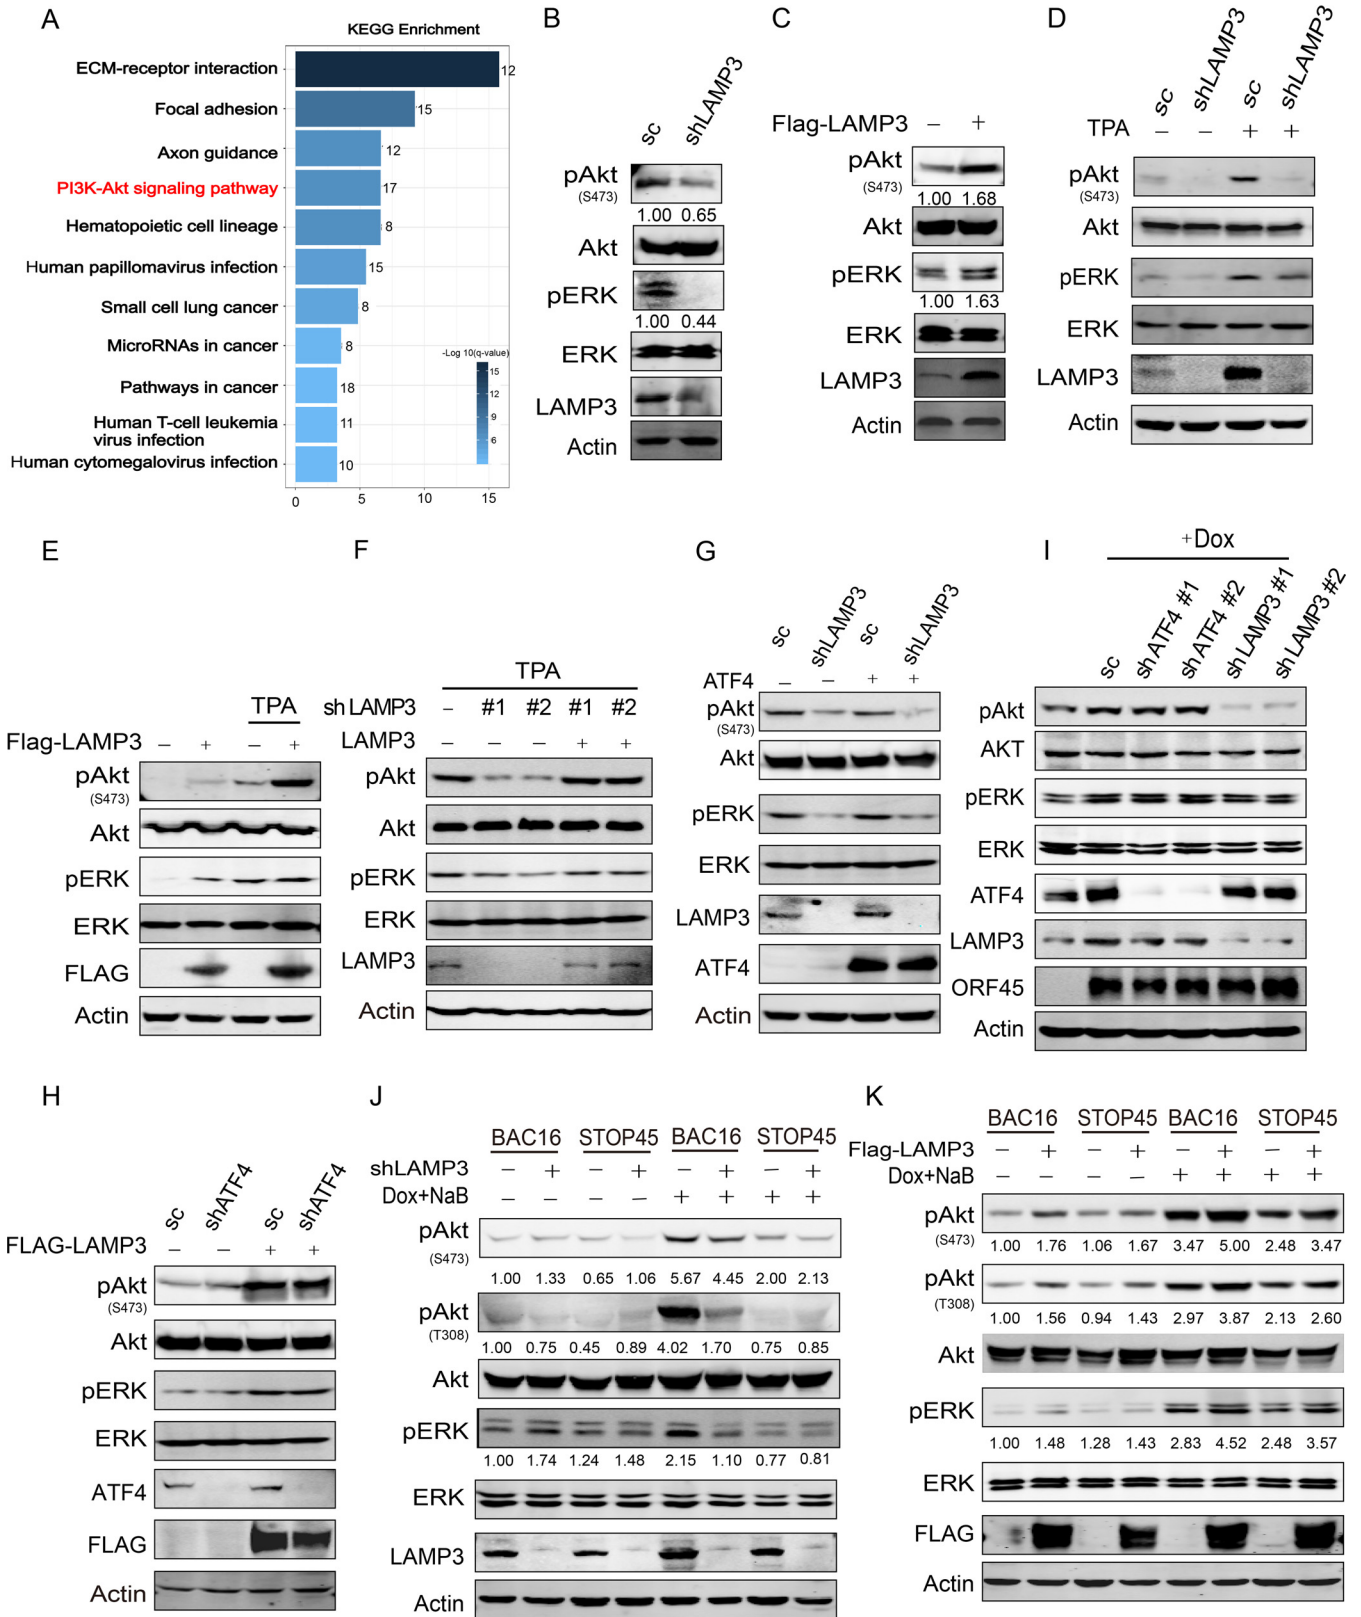 A
KEGG Enrichment
ECM-receptor interaction 12
Focal adhesion 15
Axon guidance 12
PI3K-Akt signaling pathway 17
Hematopoietic cell lineage 8
Human papillomavirus infection 15
Small cell lung cancer 8
MicroRNAs in cancer 8
Pathways in cancer 18
Human T-cell leukemia
virus infection 11
Human cytomegalovirus infection 10
0 5 10 15
-Log 10(q-value)
15
12
9
6
B
sc shLAMP3
pAkt
(S473)
1.00 0.65
Akt
pERK
1.00 0.44
ERK
LAMP3
Actin
C
Flag-LAMP3 − +
pAkt
(S473)
1.00 1.68
Akt
pERK
1.00 1.63
ERK
LAMP3
Actin
D
sc shLAMP3 sc shLAMP3
TPA − − + +
pAkt
(S473)
Akt
pERK
ERK
LAMP3
Actin
E
TPA
Flag-LAMP3 − + − +
pAkt
(S473)
Akt
pERK
ERK
FLAG
Actin
F
TPA
sh LAMP3 − #1 #2 #1 #2
LAMP3 − − − + +
pAkt
Akt
pERK
ERK
LAMP3
Actin
G
sc shLAMP3 sc shLAMP3
ATF4 − − + +
pAkt
(S473)
Akt
pERK
ERK
LAMP3
ATF4
Actin
I
+Dox
sc shATF4 #1 shATF4 #2 shLAMP3 #1 shLAMP3 #2
pAkt
AKT
pERK
ERK
ATF4
LAMP3
ORF45
Actin
H
sc shATF4 sc shATF4
FLAG-LAMP3 − − + +
pAkt
(S473)
Akt
pERK
ERK
ATF4
FLAG
Actin
J
BAC16 STOP45 BAC16 STOP45
shLAMP3 − + − + − + − +
Dox+NaB − − − − + + + +
pAkt
(S473)
1.00 1.33 0.65 1.06 5.67 4.45 2.00 2.13
pAkt
(T308)
1.00 0.75 0.45 0.89 4.02 1.70 0.75 0.85
Akt
pERK
1.00 1.74 1.24 1.48 2.15 1.10 0.77 0.81
ERK
LAMP3
Actin
K
BAC16 STOP45 BAC16 STOP45
Flag-LAMP3 − + − + − + − +
Dox+NaB − − − − + + + +
pAkt
(S473)
1.00 1.76 1.06 1.67 3.47 5.00 2.48 3.47
pAkt
(T308)
1.00 1.56 0.94 1.43 2.97 3.87 2.13 2.60
Akt
pERK
1.00 1.48 1.28 1.43 2.83 4.52 2.48 3.57
ERK
FLAG
Actin